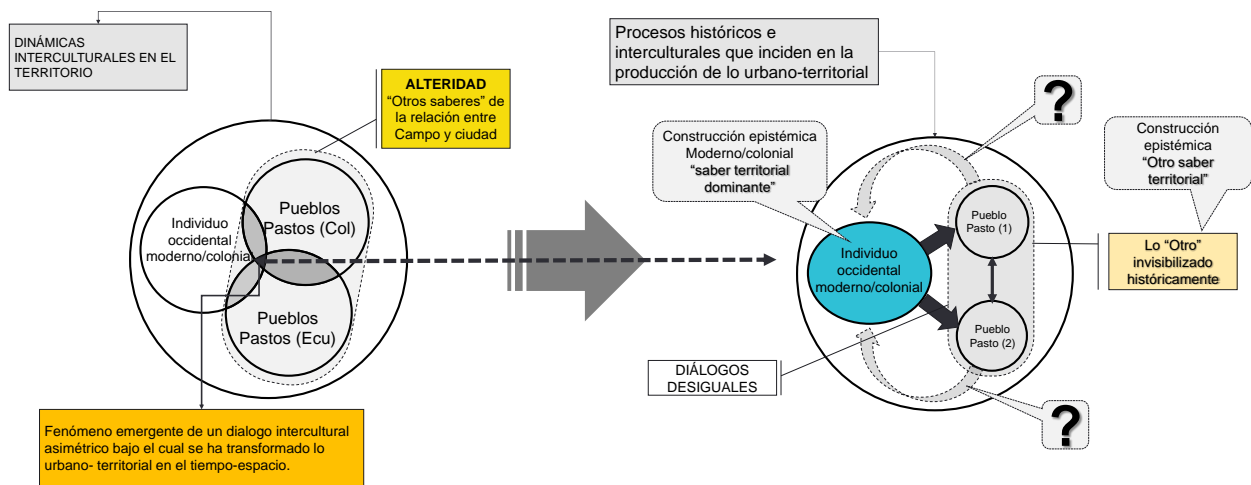 DINÁMICAS
INTERCULTURALES EN EL
TERRITORIO
ALTERIDAD
“Otros saberes” de
la relación entre
Campo y ciudad
Individuo
occidental
moderno/colonial
Pueblos
Pastos (Col)
Pueblos
Pastos (Ecu)
Fenómeno emergente de un dialogo intercultural
asimétrico bajo el cual se ha transformado lo
urbano- territorial en el tiempo-espacio.
Procesos históricos e
interculturales que inciden en la
producción de lo urbano-territorial
?
Construcción epistémica
Moderno/colonial
“saber territorial
dominante”
Construcción
epistémica
“Otro saber
territorial”
Individuo
occidental
moderno/colonial
Pueblo
Pasto (1)
Pueblo
Pasto (2)
Lo “Otro”
invisibilizado
históricamente
DIÁLOGOS
DESIGUALES
?